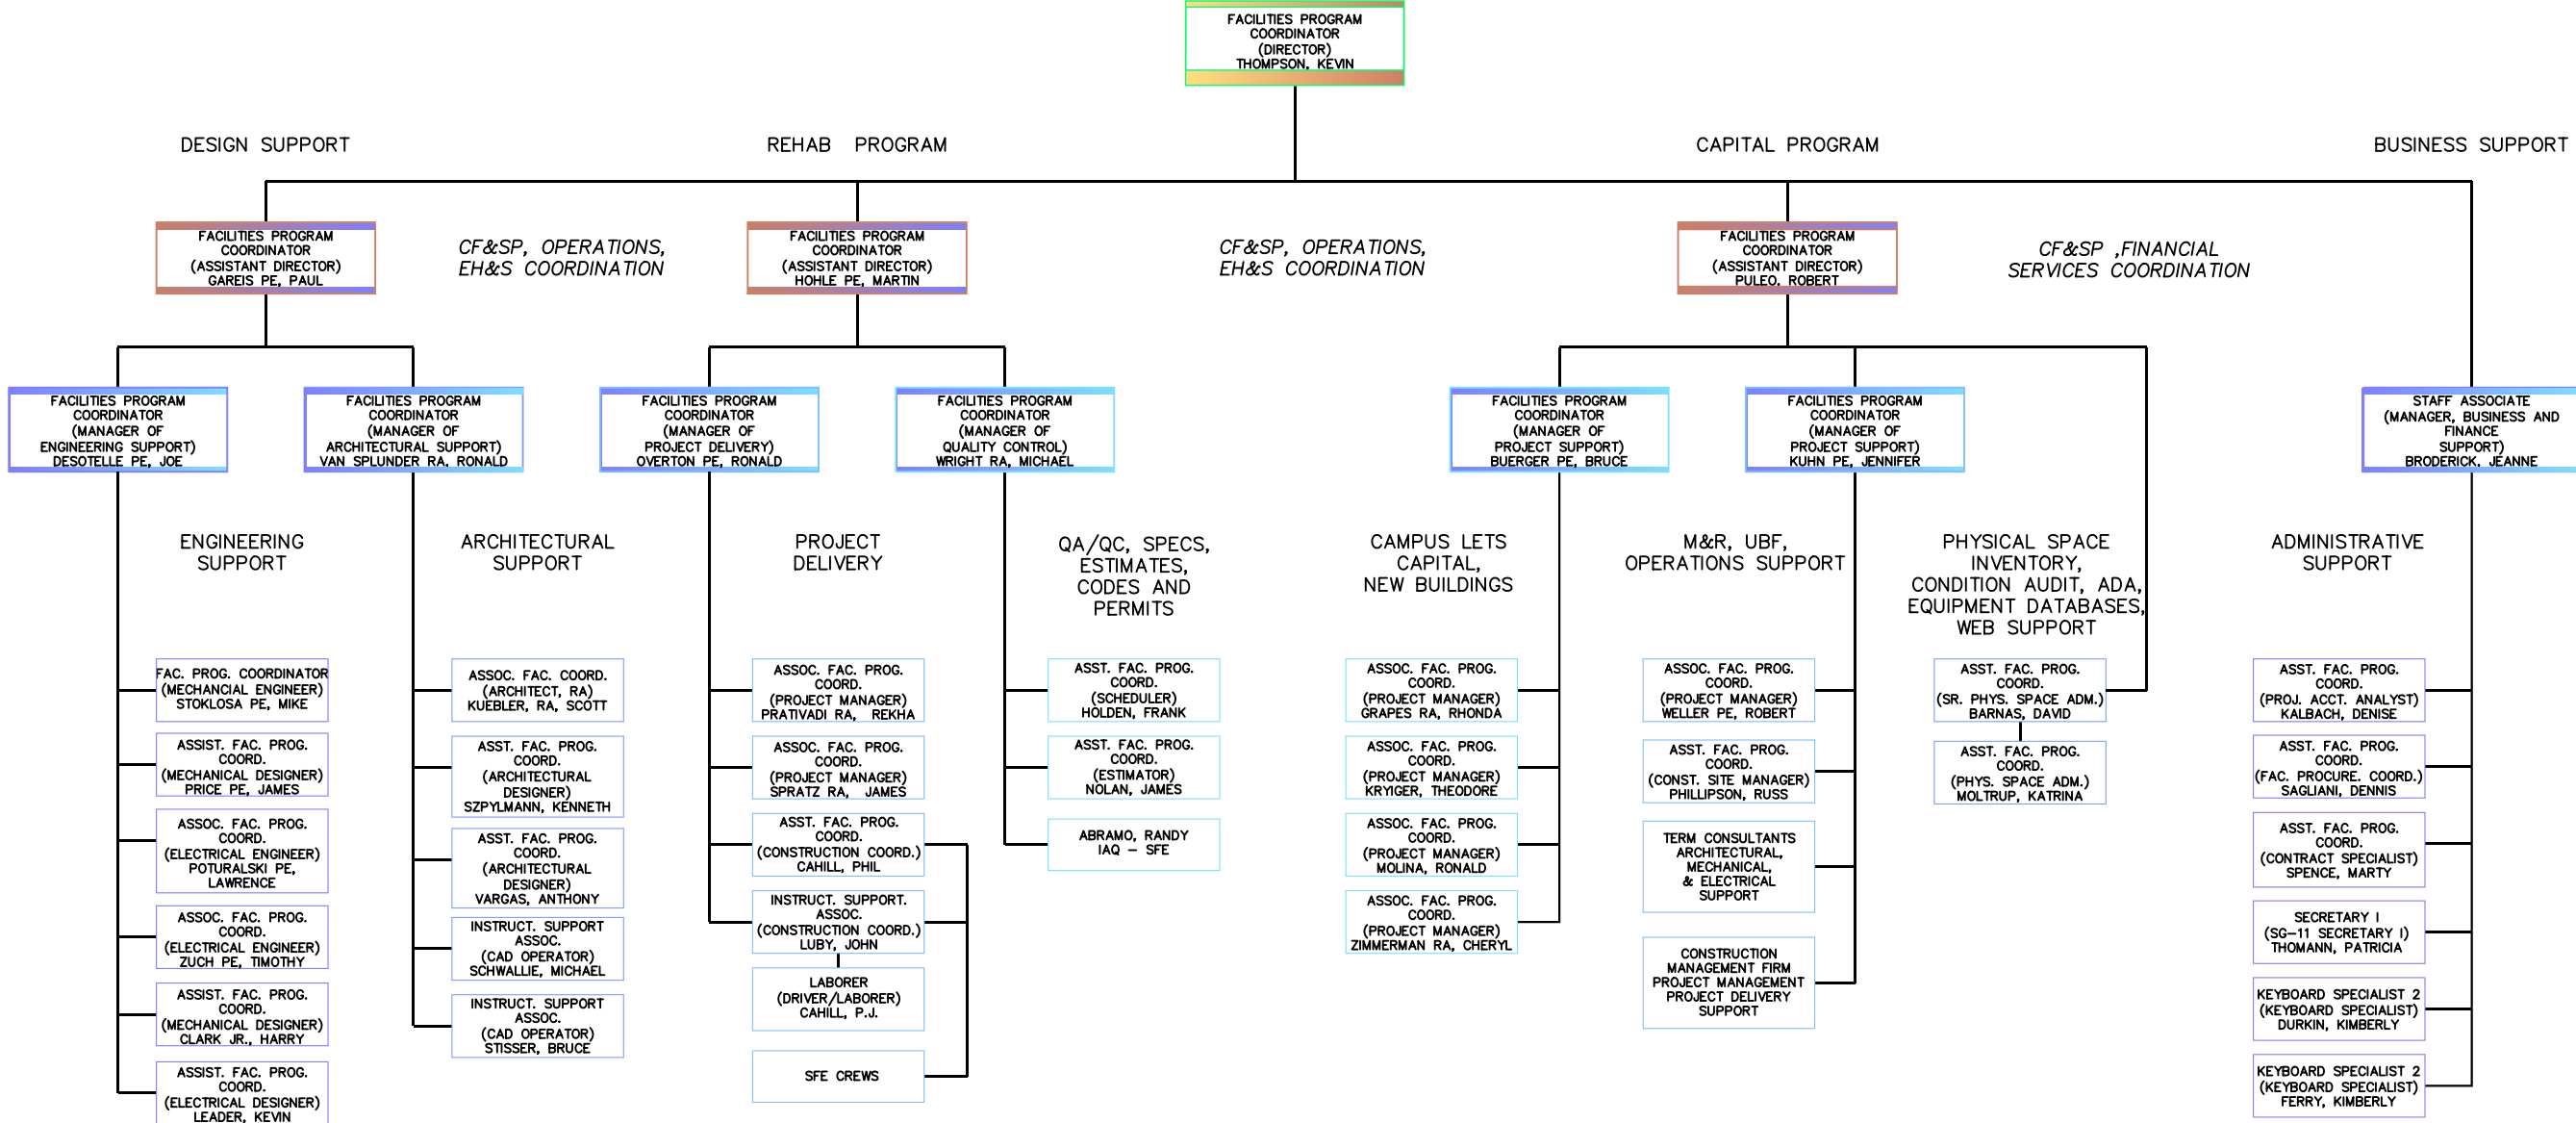 FACILITIES PROGRAM
COORDINATOR
(DIRECTOR)
THOMPSON, KEVIN
DESIGN SUPPORT
REHAB PROGRAM
CAPITAL PROGRAM
BUSINESS SUPPORT
FACILITIES PROGRAM
COORDINATOR
(ASSISTANT DIRECTOR)
GAREIS PE, PAUL
CF&SP, OPERATIONS,
EH&S COORDINATION
FACILITIES PROGRAM
COORDINATOR
(ASSISTANT DIRECTOR)
HOHLE PE, MARTIN
CF&SP, OPERATIONS,
EH&S COORDINATION
FACILITIES PROGRAM
COORDINATOR
(ASSISTANT DIRECTOR)
PULEO, ROBERT
CF&SP ,FINANCIAL
SERVICES COORDINATION
FACILITIES PROGRAM
COORDINATOR
(MANAGER OF
ENGINEERING SUPPORT)
DESOTELLE PE, JOE
FACILITIES PROGRAM
COORDINATOR
(MANAGER OF
ARCHITECTURAL SUPPORT)
VAN SPLUNDER RA, RONALD
FACILITIES PROGRAM
COORDINATOR
(MANAGER OF
PROJECT DELIVERY)
OVERTON PE, RONALD
FACILITIES PROGRAM
COORDINATOR
(MANAGER OF
QUALITY CONTROL)
WRIGHT RA, MICHAEL
FACILITIES PROGRAM
COORDINATOR
(MANAGER OF
PROJECT SUPPORT)
BUERGER PE, BRUCE
FACILITIES PROGRAM
COORDINATOR
(MANAGER OF
PROJECT SUPPORT)
KUHN PE, JENNIFER
STAFF ASSOCIATE
(MANAGER, BUSINESS AND
FINANCE
SUPPORT)
BRODERICK, JEANNE
ENGINEERING
SUPPORT
ARCHITECTURAL
SUPPORT
PROJECT
DELIVERY
QA/QC, SPECS,
ESTIMATES,
CODES AND
PERMITS
CAMPUS LETS
CAPITAL,
NEW BUILDINGS
M&R, UBF,
OPERATIONS SUPPORT
PHYSICAL SPACE
INVENTORY,
CONDITION AUDIT, ADA,
EQUIPMENT DATABASES,
WEB SUPPORT
ADMINISTRATIVE
SUPPORT
FAC. PROG. COORDINATOR
(MECHANCIAL ENGINEER)
STOKLOSA PE, MIKE
ASSIST. FAC. PROG.
COORD.
(MECHANICAL DESIGNER)
PRICE PE, JAMES
ASSOC. FAC. PROG.
COORD.
(ELECTRICAL ENGINEER)
POTURALSKI PE,
LAWRENCE
ASSOC. FAC. PROG.
COORD.
(ELECTRICAL ENGINEER)
ZUCH PE, TIMOTHY
ASSIST. FAC. PROG.
COORD.
(MECHANICAL DESIGNER)
CLARK JR., HARRY
ASSIST. FAC. PROG.
COORD.
(ELECTRICAL DESIGNER)
LEADER, KEVIN
ASSOC. FAC. COORD.
(ARCHITECT, RA)
KUEBLER, RA, SCOTT
ASST. FAC. PROG.
COORD.
(ARCHITECTURAL
DESIGNER)
SZPYLMANN, KENNETH
ASST. FAC. PROG.
COORD.
(ARCHITECTURAL
DESIGNER)
VARGAS, ANTHONY
INSTRUCT. SUPPORT
ASSOC.
(CAD OPERATOR)
SCHWALLIE, MICHAEL
INSTRUCT. SUPPORT
ASSOC.
(CAD OPERATOR)
STISSER, BRUCE
ASSOC. FAC. PROG.
COORD.
(PROJECT MANAGER)
PRATIVADI RA, REKHA
ASSOC. FAC. PROG.
COORD.
(PROJECT MANAGER)
SPRATZ RA, JAMES
ASST. FAC. PROG.
COORD.
(CONSTRUCTION COORD.)
CAHILL, PHIL
INSTRUCT. SUPPORT.
ASSOC.
(CONSTRUCTION COORD.)
LUBY, JOHN
LABORER
(DRIVER/LABORER)
CAHILL, P.J.
SFE CREWS
ASST. FAC. PROG.
COORD.
(SCHEDULER)
HOLDEN, FRANK
ASST. FAC. PROG.
COORD.
(ESTIMATOR)
NOLAN, JAMES
ABRAMO, RANDY
IAQ – SFE
ASSOC. FAC. PROG.
COORD.
(PROJECT MANAGER)
GRAPES RA, RHONDA
ASSOC. FAC. PROG.
COORD.
(PROJECT MANAGER)
KRYIGER, THEODORE
ASSOC. FAC. PROG.
COORD.
(PROJECT MANAGER)
MOLINA, RONALD
ASSOC. FAC. PROG.
COORD.
(PROJECT MANAGER)
ZIMMERMAN RA, CHERYL
ASSOC. FAC. PROG.
COORD.
(PROJECT MANAGER)
WELLER PE, ROBERT
ASST. FAC. PROG.
COORD.
(CONST. SITE MANAGER)
PHILLIPSON, RUSS
TERM CONSULTANTS
ARCHITECTURAL,
MECHANICAL,
& ELECTRICAL
SUPPORT
CONSTRUCTION
MANAGEMENT FIRM
PROJECT MANAGEMENT
PROJECT DELIVERY
SUPPORT
ASST. FAC. PROG.
COORD.
(SR. PHYS. SPACE ADM.)
BARNAS, DAVID
ASST. FAC. PROG.
COORD.
(PHYS. SPACE ADM.)
MOLTRUP, KATRINA
ASST. FAC. PROG.
COORD.
(PROJ. ACCT. ANALYST)
KALBACH, DENISE
ASST. FAC. PROG.
COORD.
(FAC. PROCURE. COORD.)
SAGLIANI, DENNIS
ASST. FAC. PROG.
COORD.
(CONTRACT SPECIALIST)
SPENCE, MARTY
SECRETARY I
(SG-11 SECRETARY I)
THOMANN, PATRICIA
KEYBOARD SPECIALIST 2
(KEYBOARD SPECIALIST)
DURKIN, KIMBERLY
KEYBOARD SPECIALIST 2
(KEYBOARD SPECIALIST)
FERRY, KIMBERLY